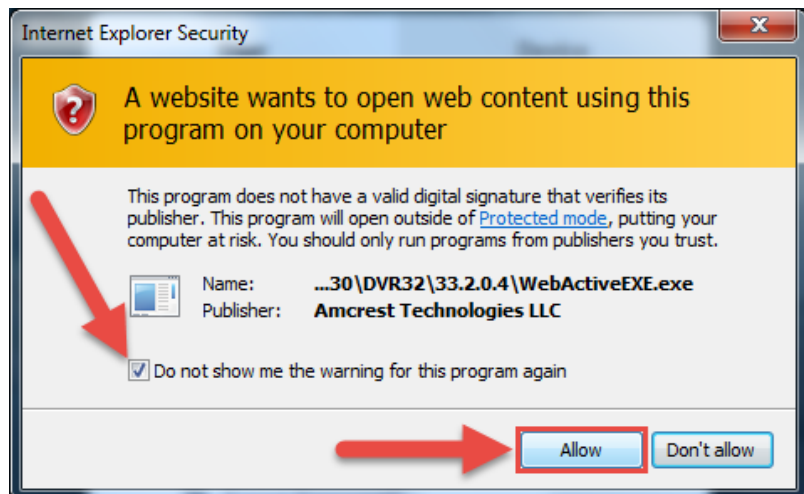 Internet Explorer Security
A website wants to open web content using this
program on your computer
This program does not have a valid digital signature that verifies its
publisher. This program will open outside of Protected mode, putting your
computer at risk. You should only run programs from publishers you trust.
Name: ...30\DVR32\33.2.0.4\WebActiveEXE.exe
Publisher: Amcrest Technologies LLC
Do not show me the warning for this program again
Allow Don't allow